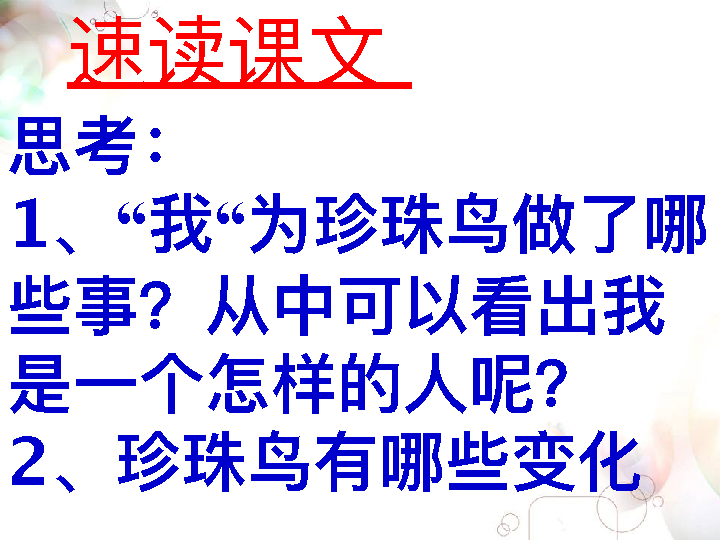 速读课文
思考：
1、“我“为珍珠鸟做了哪
些事？从中可以看出我
是一个怎样的人呢？
2、珍珠鸟有哪些变化